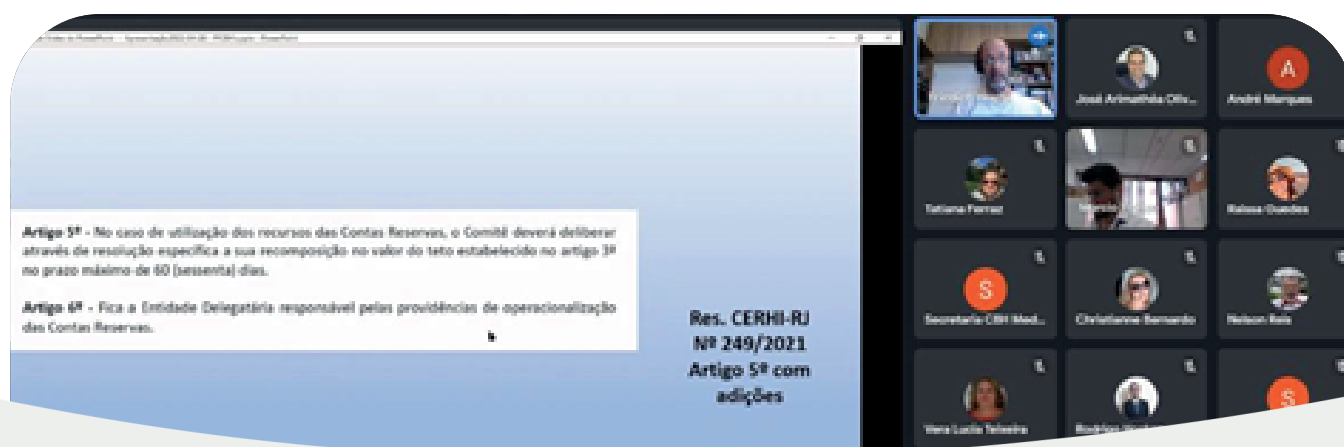 Artigo 5º - No caso de utilização dos recursos das Contas Reservas, o Comitê deverá deliberar
através de resolução específica a sua recomposição no valor do teto estabelecido no artigo 3º
no prazo máximo de 60 (sessenta) dias.
Artigo 6º - Fica a Entidade Delegatária responsável pelas providências de operacionalização
das Contas Reservas.
Res. CERHI-RJ
Nº 249/2021
Artigo 5º com
adições
José Arimathéa Oliv...
A
André Marques
Tatiana Ferraz
Raissa Guedes
S
Secretaria CBH Med...
Christianne Bernardo
Nelson Reis
Vera Lucia Teixeira
S